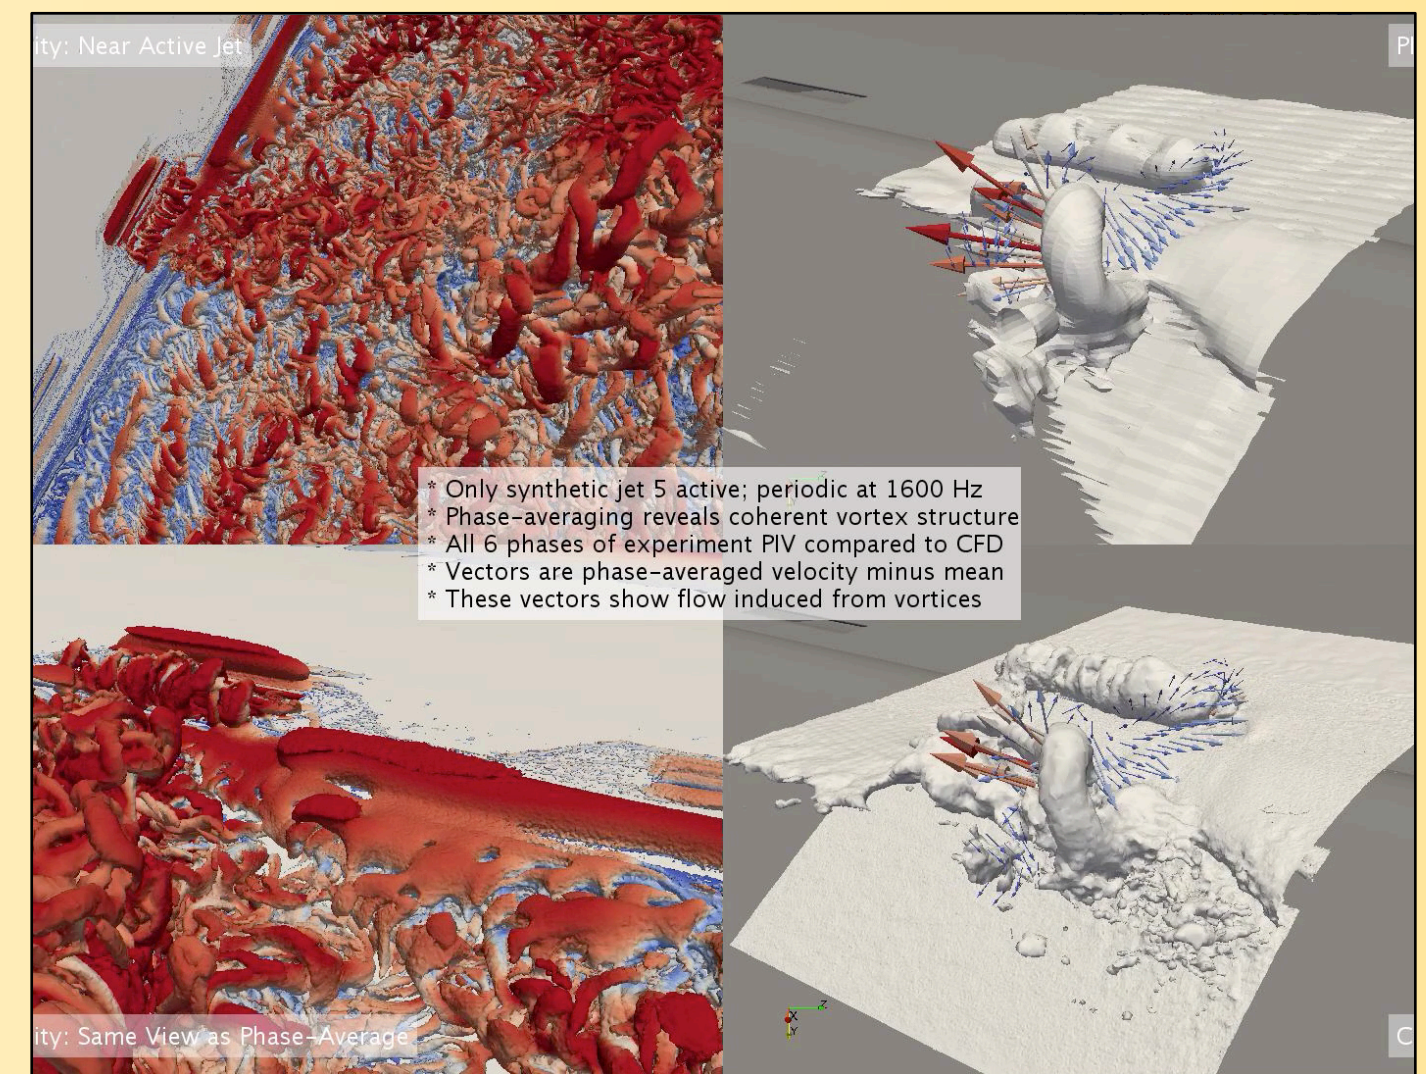 ity: Near Active Jet
PI
* Only synthetic jet 5 active; periodic at 1600 Hz
* Phase-averaging reveals coherent vortex structure
* All 6 phases of experiment PIV compared to CFD
* Vectors are phase-averaged velocity minus mean
* These vectors show flow induced from vortices
Z
X
Y
ity: Same View as Phase-Average
C